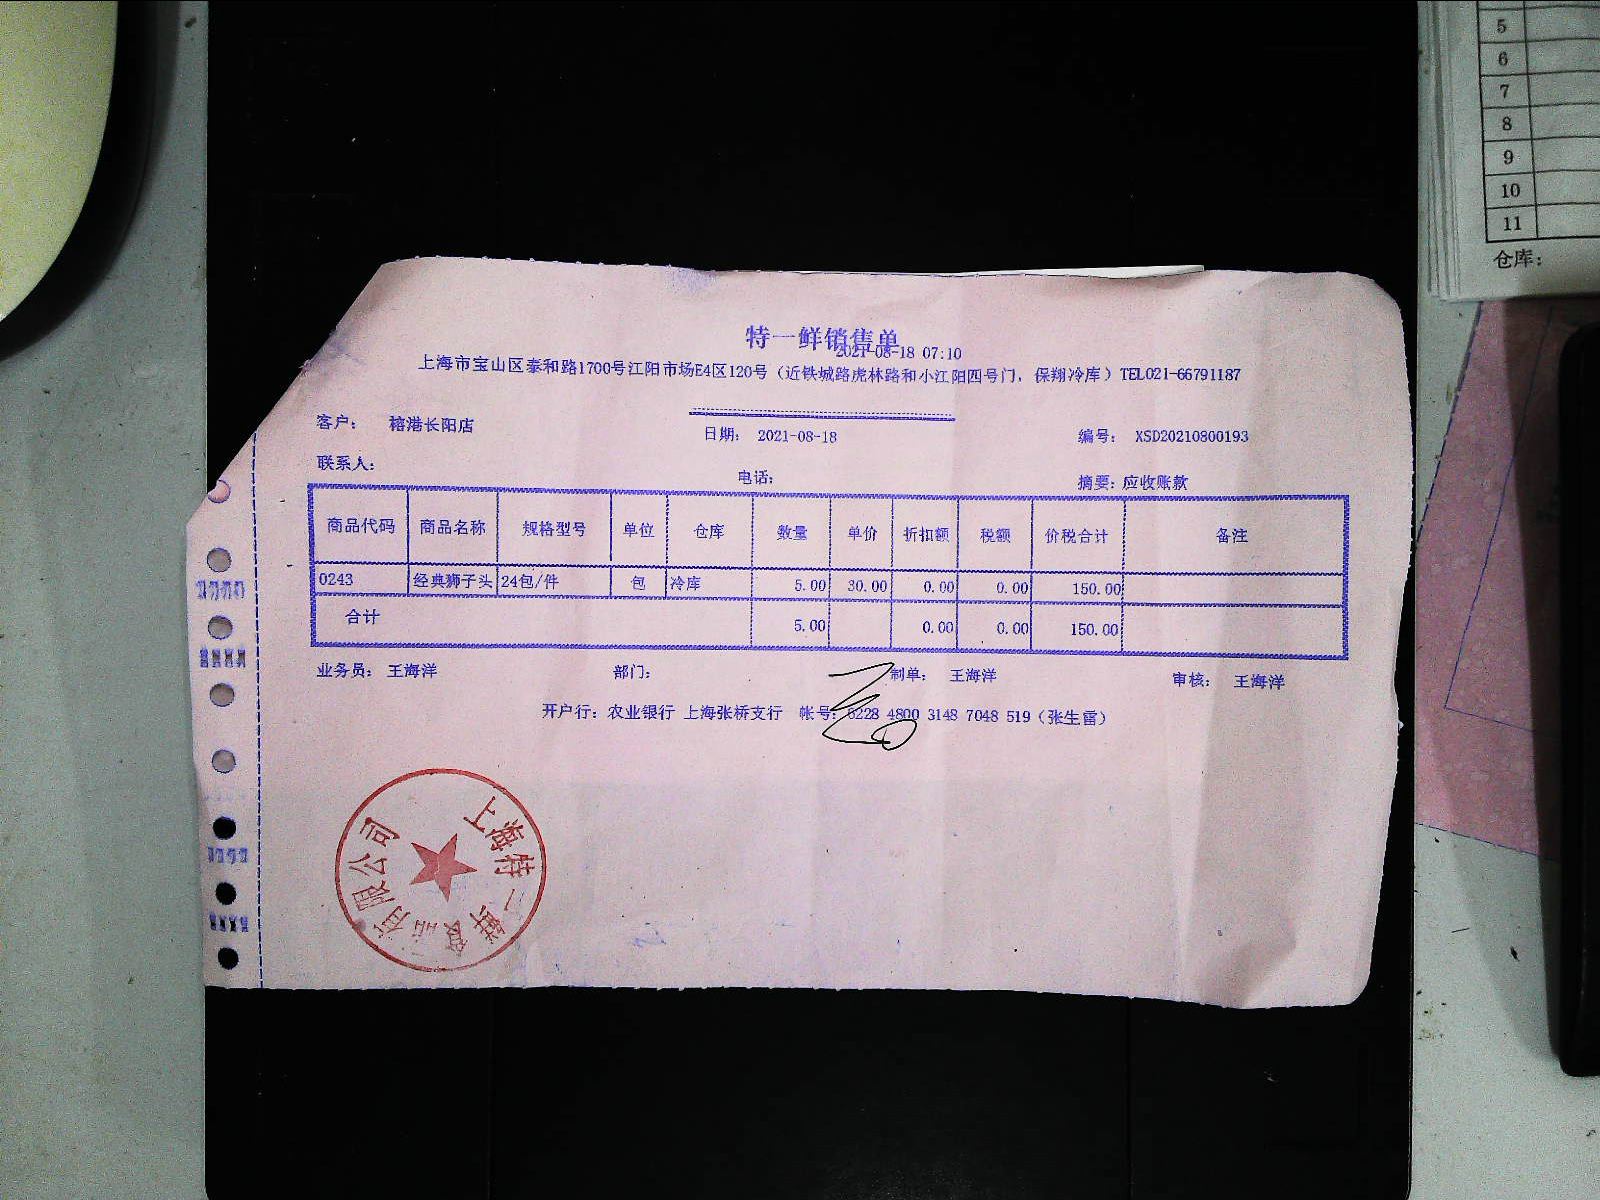 特一鲜销售单
2021-08-18 07:10
上海市宝山区泰和路1700号江阳市场E4区120号（近铁城路虎林路和小江阳四号门，保翔冷库）TEL021-66791187
客户： 榕港长阳店 日期： 2021-08-18 编号： XSD20210800193
联系人： 电话： 摘要：应收账款
商品代码 商品名称 规格型号 单位 仓库 数量 单价 折扣额 税额 价税合计 备注
0243 经典狮子头 24包/件 包 冷库 5.00 30.00 0.00 0.00 150.00
合计 5.00 0.00 0.00 150.00
业务员： 王海洋 部门： 制单： 王海洋 审核： 王海洋
开户行：农业银行 上海张桥支行 帐号：6228 4800 3148 7048 519（张生雷）
上海特一鲜食品有限公司
5
6
7
8
9
10
11
仓库：